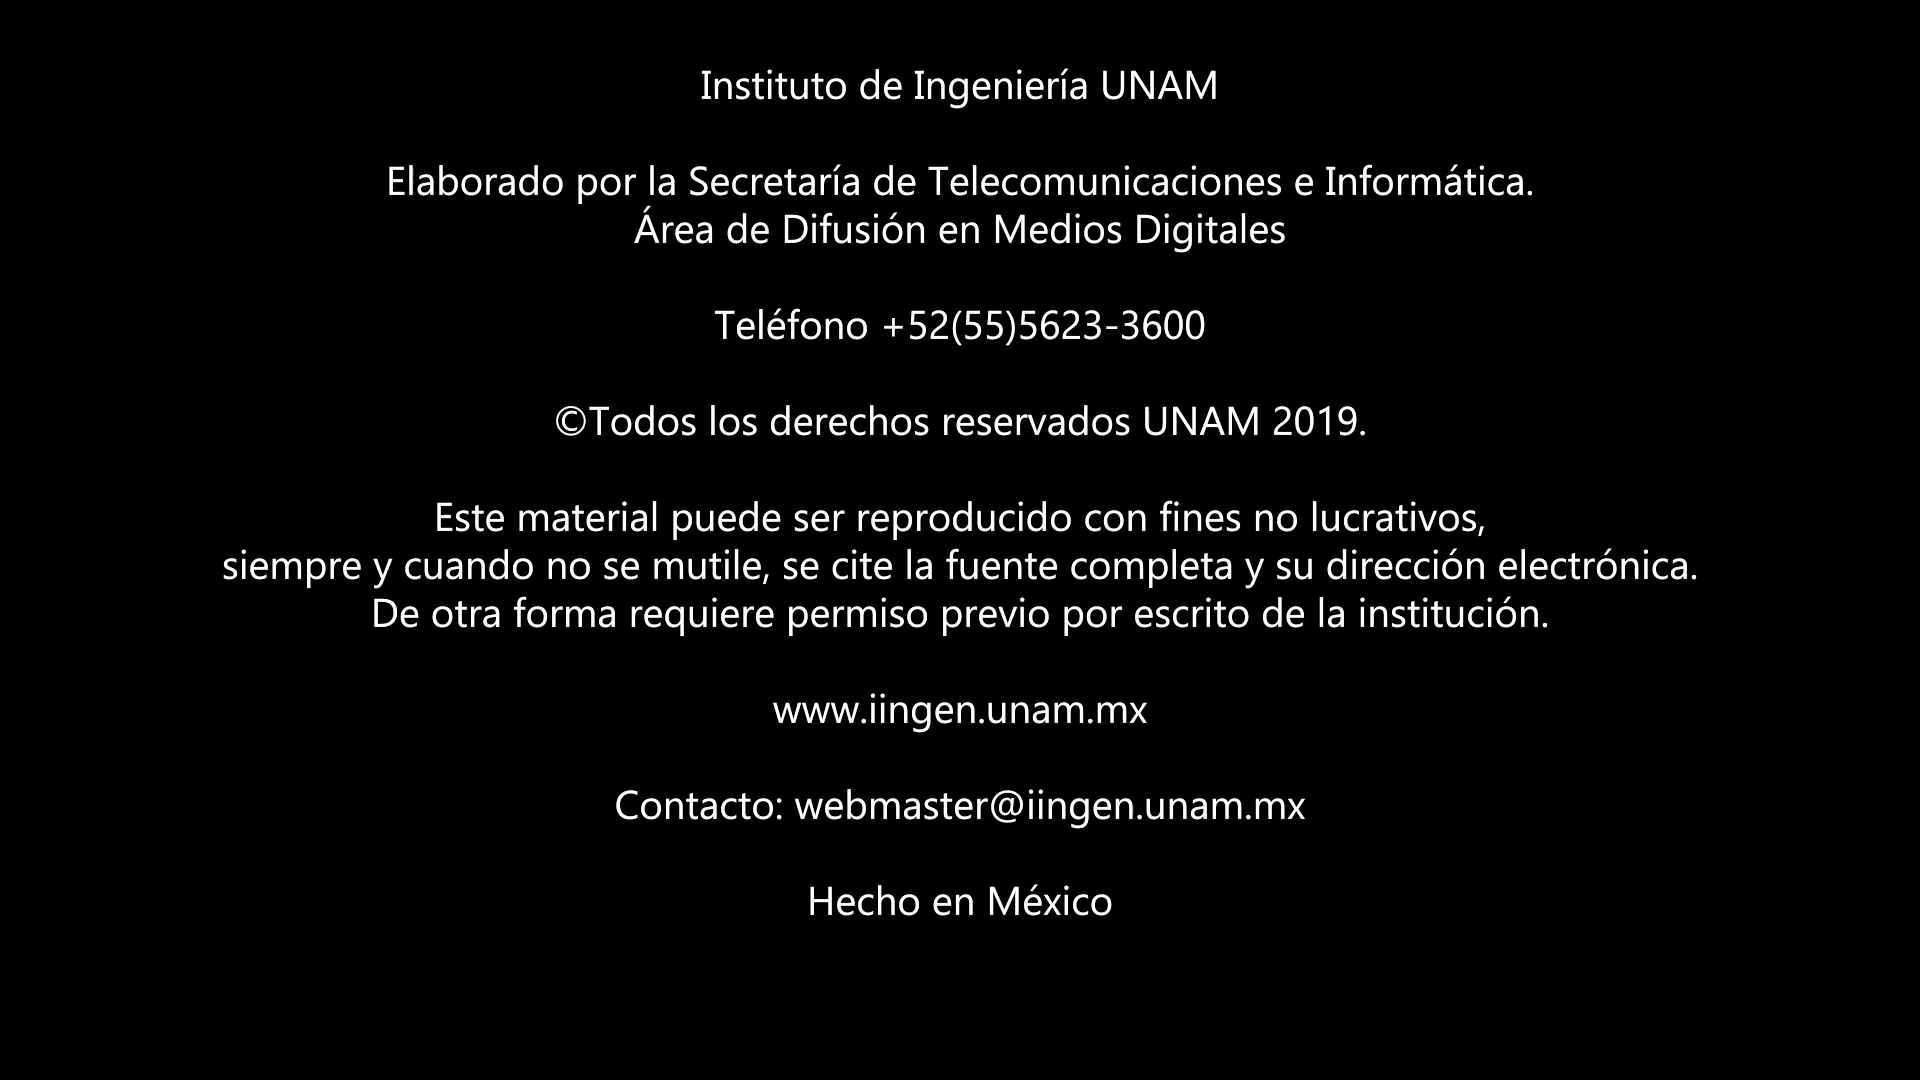 Instituto de Ingeniería UNAM
Elaborado por la Secretaría de Telecomunicaciones e Informática.
Área de Difusión en Medios Digitales
Teléfono +52(55)5623-3600
©Todos los derechos reservados UNAM 2019.
Este material puede ser reproducido con fines no lucrativos,
siempre y cuando no se mutile, se cite la fuente completa y su dirección electrónica.
De otra forma requiere permiso previo por escrito de la institución.
www.iingen.unam.mx
Contacto: webmaster@iingen.unam.mx
Hecho en México